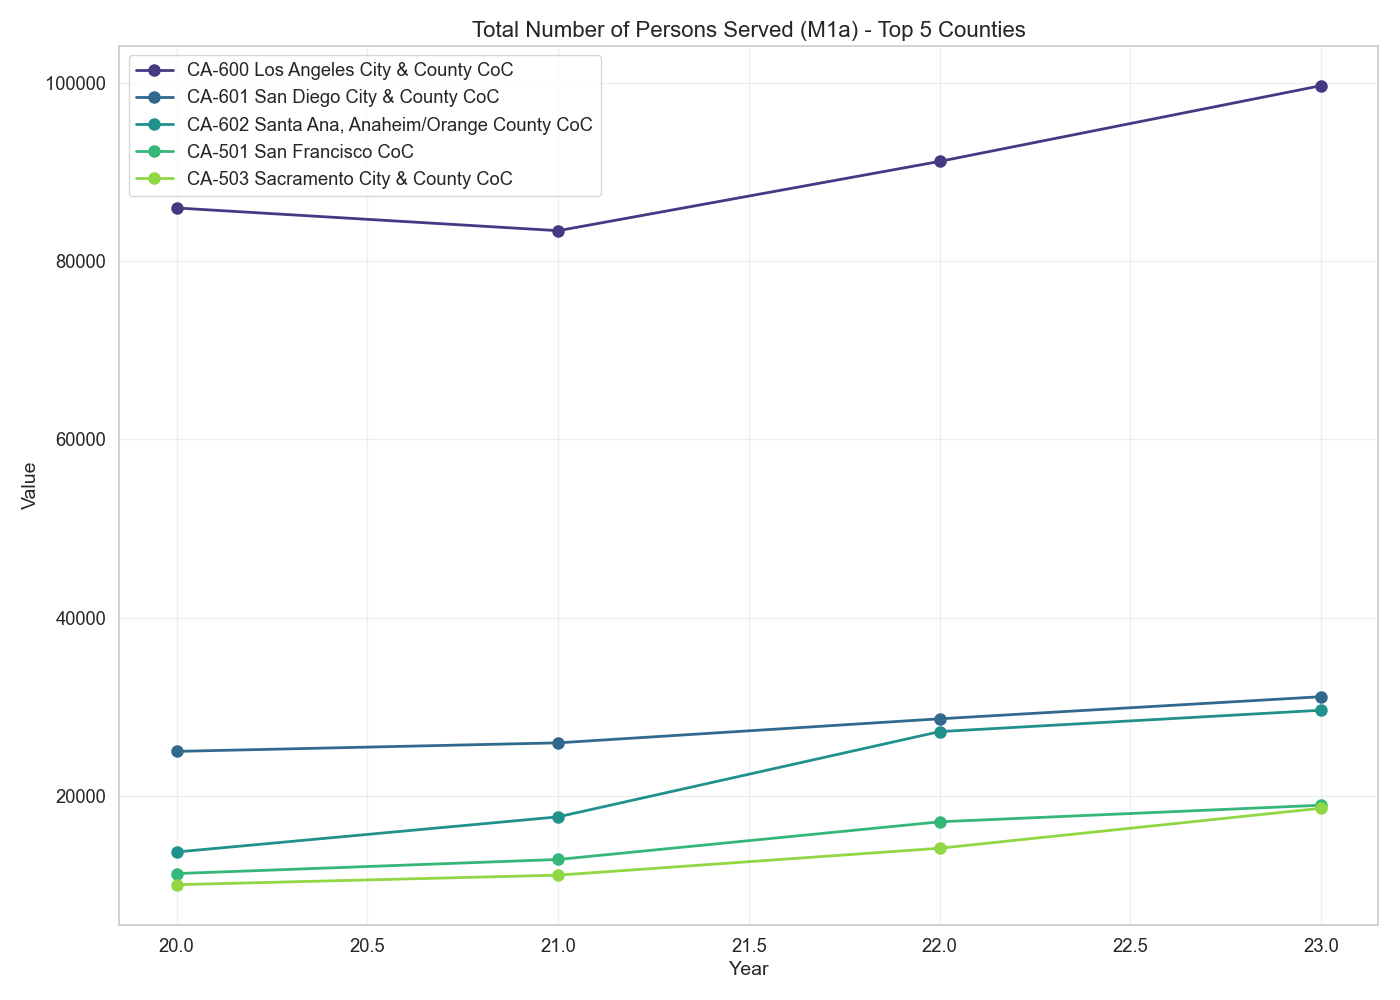 Total Number of Persons Served (M1a) - Top 5 Counties
CA-600 Los Angeles City & County CoC
CA-601 San Diego City & County CoC
CA-602 Santa Ana, Anaheim/Orange County CoC
CA-501 San Francisco CoC
CA-503 Sacramento City & County CoC
100000
80000
60000
40000
20000
Value
20.0 20.5 21.0 21.5 22.0 22.5 23.0
Year